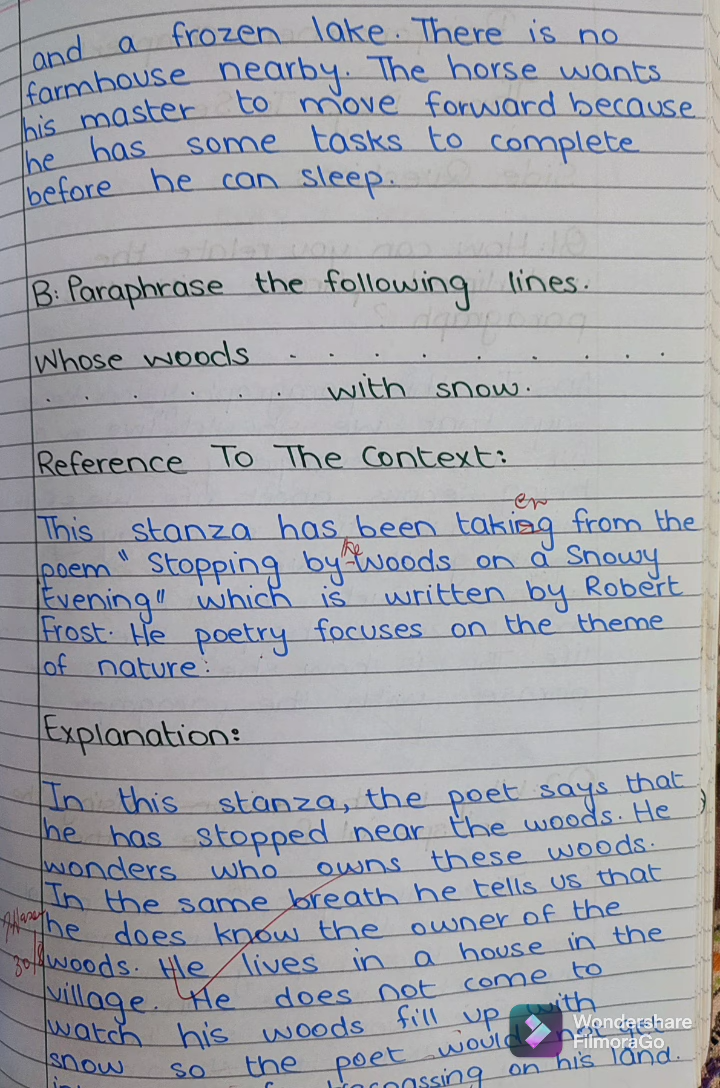 and a frozen lake. There is no
farmhouse nearby. The horse wants
his master to move forward because
he has some tasks to complete
before he can sleep.
B: Paraphrase the following lines.
Whose woods . . . . . . . . . .
. . . . . . . with snow.
Reference To The Context:
en
This stanza has been taking from the
the
poem "Stopping by Woods on a Snowy
Evening" which is written by Robert
Frost. He poetry focuses on the theme
of nature:
Explanation:
In this stanza, the poet says that
he has stopped near the woods. He
wonders who owns these woods.
In the same breath he tells us that
he does know the owner of the
woods. He lives in a house in the
village. He does not come to
watch his woods fill up with
snow so the poet would not get
passing on his land.
Wondershare
FilmoraGo